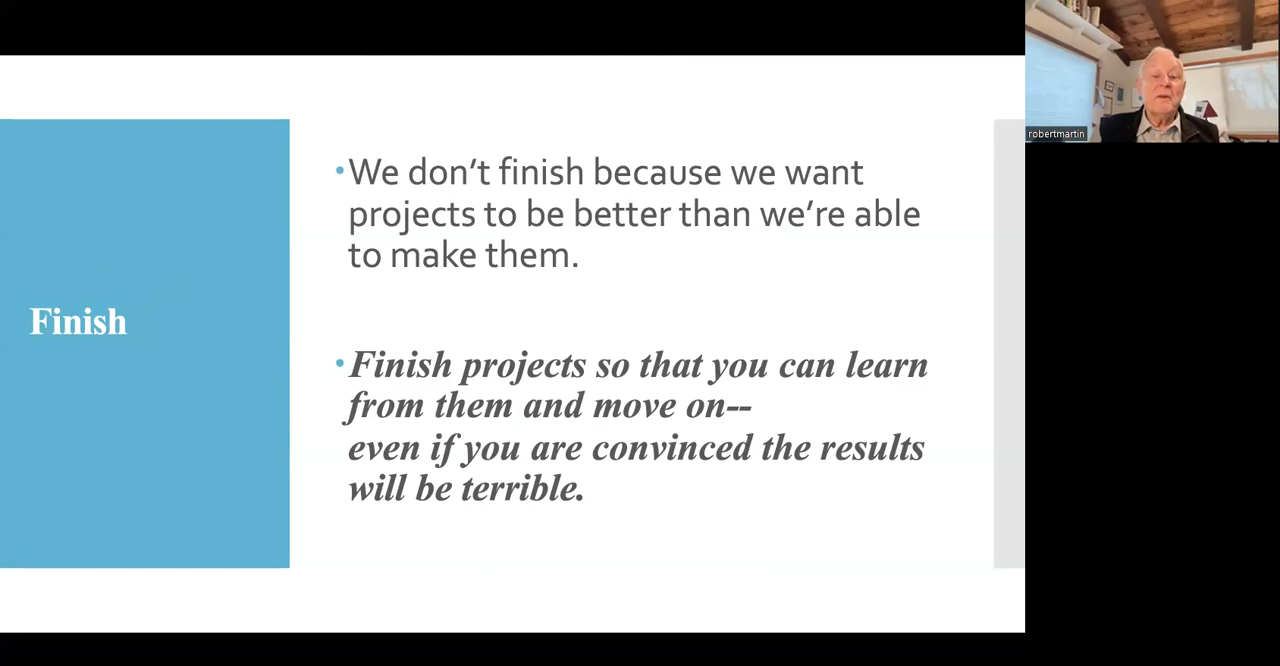 Finish
•We don't finish because we want
projects to be better than we're able
to make them.
•Finish projects so that you can learn
from them and move on--
even if you are convinced the results
will be terrible.
robertmartin